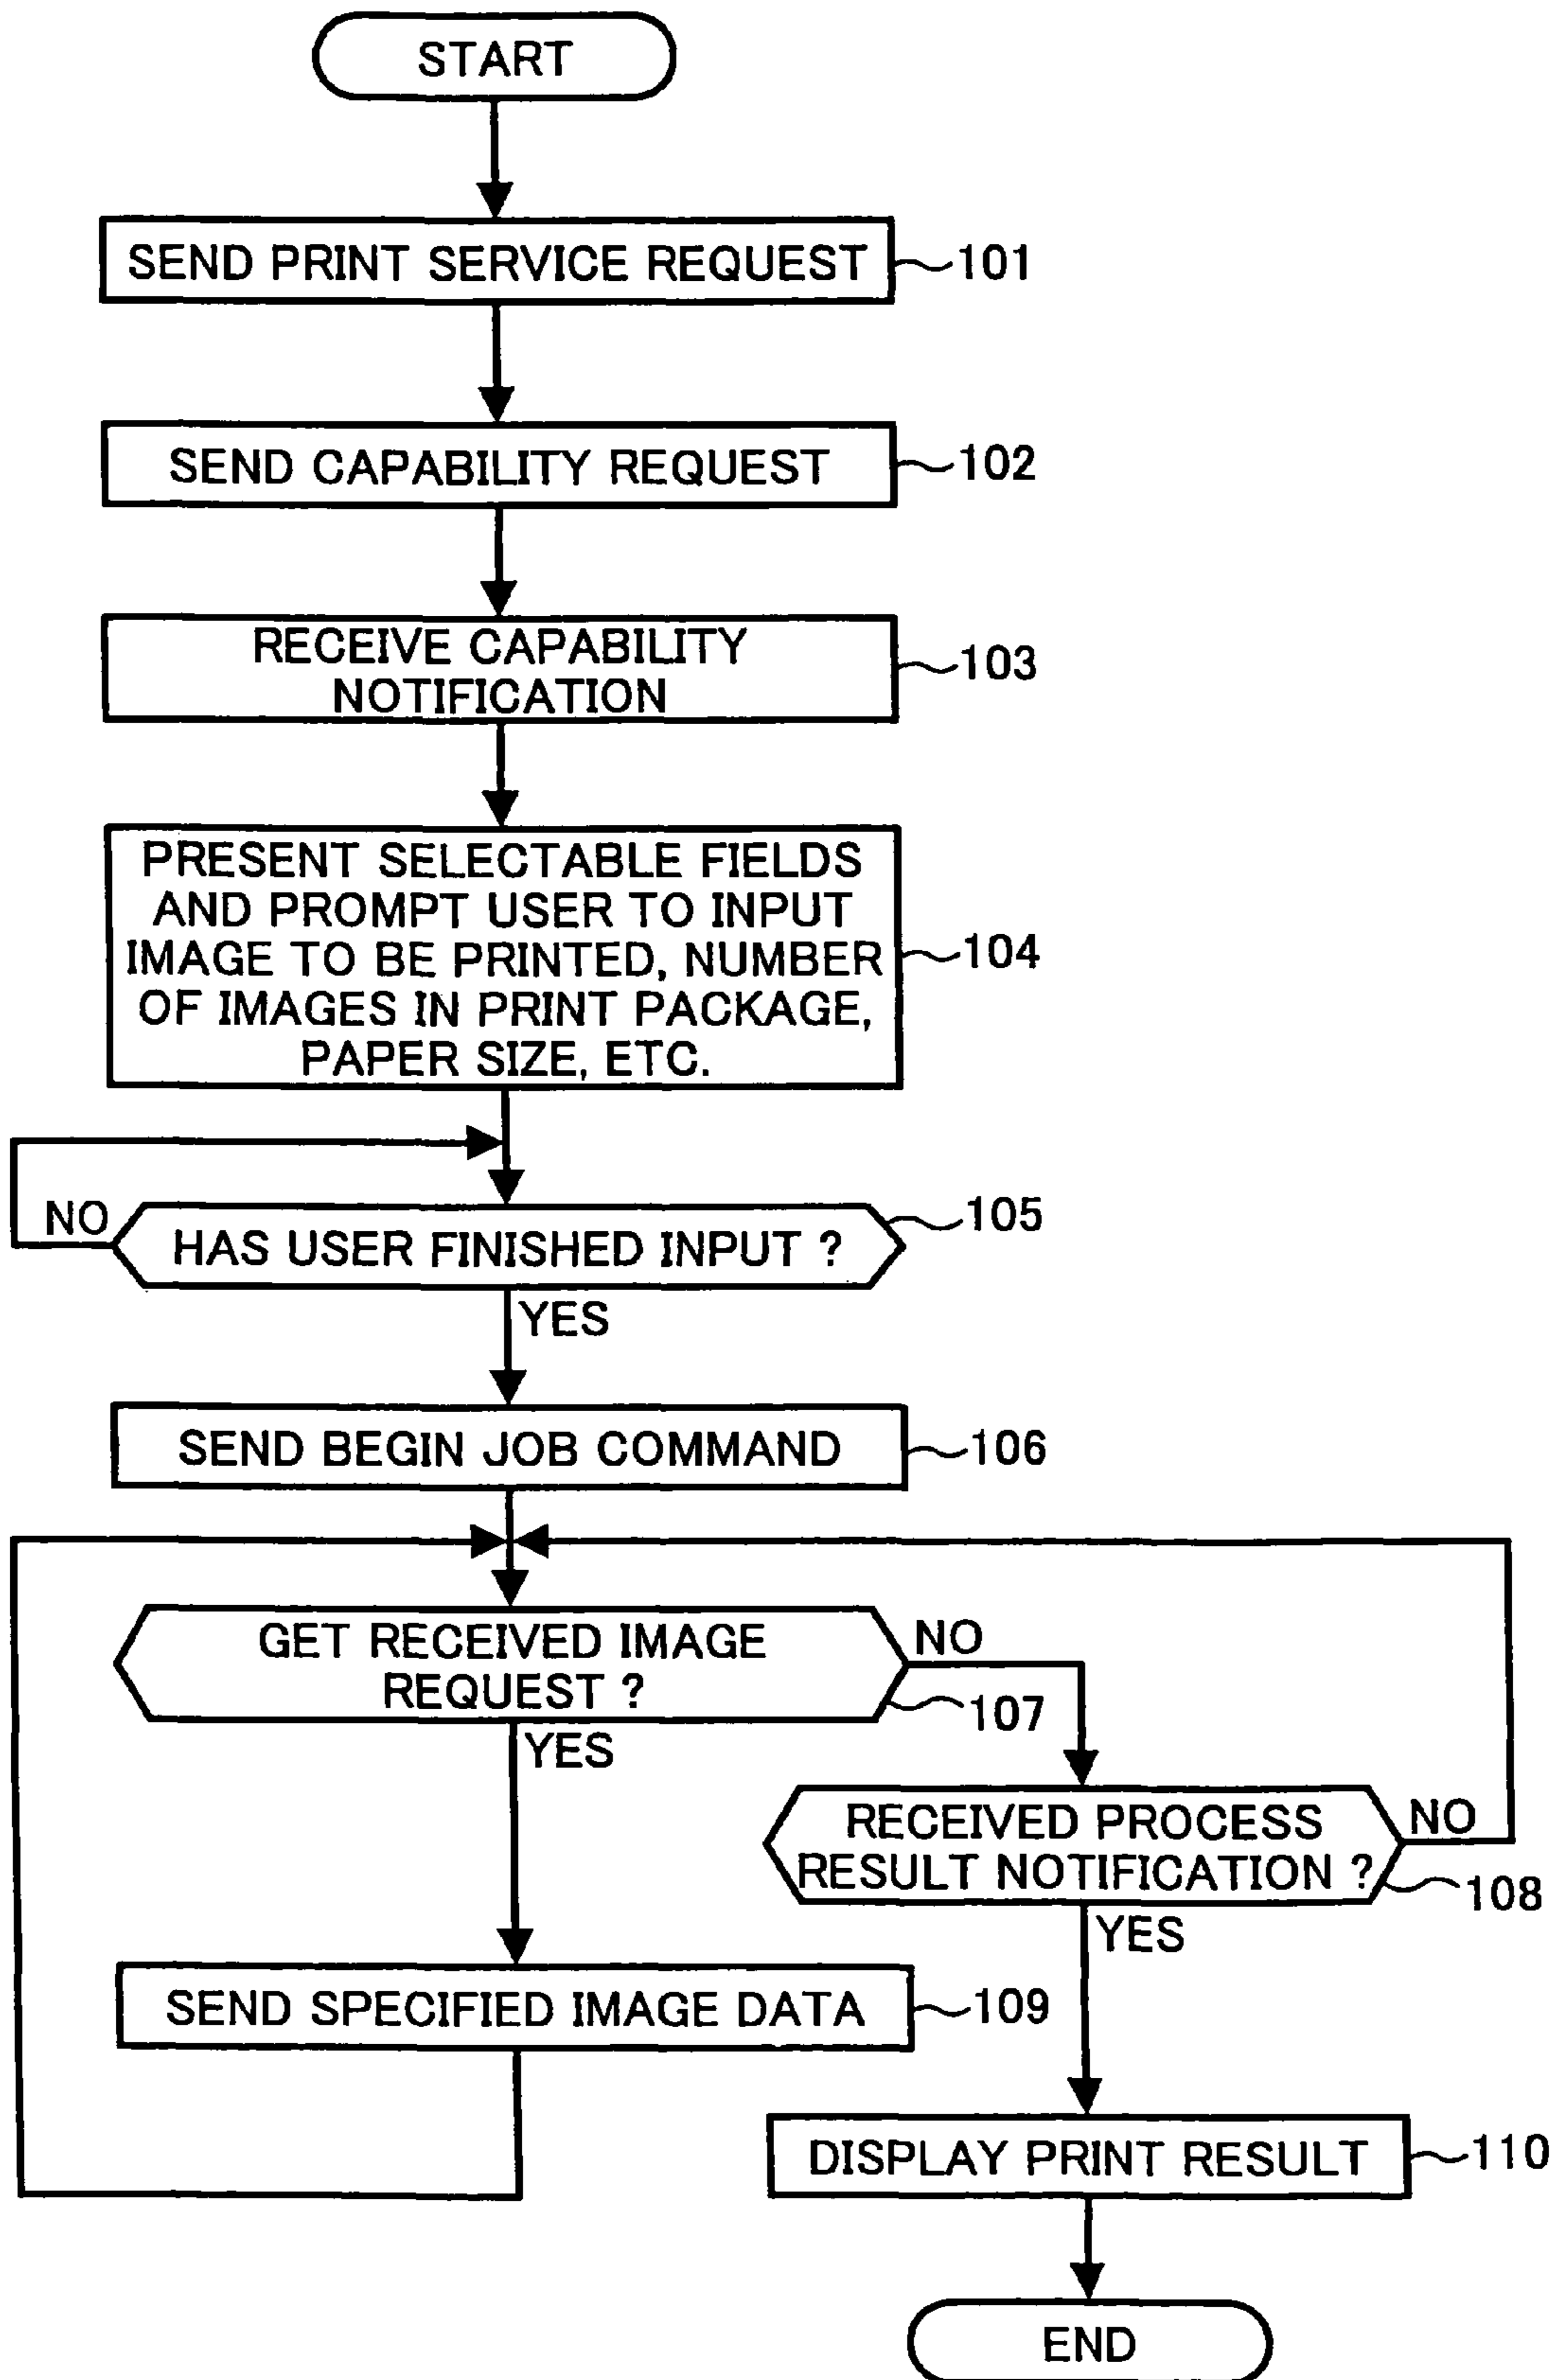 START
SEND PRINT SERVICE REQUEST
101
SEND CAPABILITY REQUEST
102
RECEIVE CAPABILITY
NOTIFICATION
103
PRESENT SELECTABLE FIELDS
AND PROMPT USER TO INPUT
IMAGE TO BE PRINTED, NUMBER
OF IMAGES IN PRINT PACKAGE,
PAPER SIZE, ETC.
104
NO
HAS USER FINISHED INPUT ?
105
YES
SEND BEGIN JOB COMMAND
106
GET RECEIVED IMAGE
REQUEST ?
NO
107
YES
RECEIVED PROCESS
RESULT NOTIFICATION ?
NO
108
YES
SEND SPECIFIED IMAGE DATA
109
DISPLAY PRINT RESULT
110
END